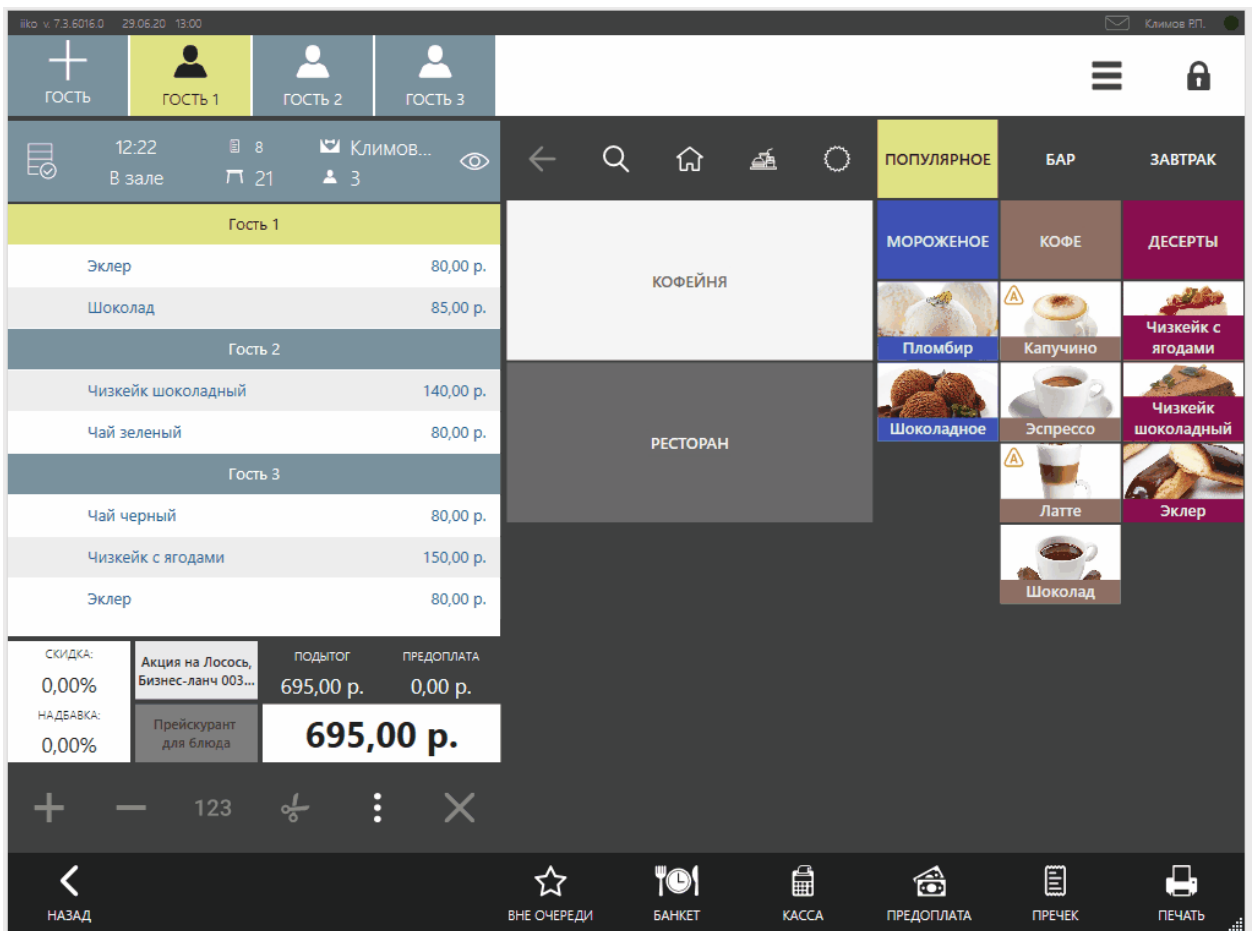 iiko v. 7.3.6016.0 29.06.20 13:00 Климов Р.П.
ГОСТЬ ГОСТЬ 1 ГОСТЬ 2 ГОСТЬ 3
12:22 8 Климов...
В зале 21 3
ПОПУЛЯРНОЕ БАР ЗАВТРАК
Гость 1
Эклер 80,00 р.
Шоколад 85,00 р.
Гость 2
Чизкейк шоколадный 140,00 р.
Чай зеленый 80,00 р.
Гость 3
Чай черный 80,00 р.
Чизкейк с ягодами 150,00 р.
Эклер 80,00 р.
КОФЕЙНЯ
РЕСТОРАН
МОРОЖЕНОЕ КОФЕ ДЕСЕРТЫ
Пломбир
A
Капучино
Чизкейк с
ягодами
Шоколадное
Эспрессо
Чизкейк
шоколадный
A
Латте
Эклер
Шоколад
СКИДКА:
0,00%
НАДБАВКА:
0,00%
Акция на Лосось,
Бизнес-ланч 003...
Прейскурант
для блюда
ПОДЫТОГ ПРЕДОПЛАТА
695,00 р. 0,00 р.
695,00 р.
123
НАЗАД ВНЕ ОЧЕРЕДИ БАНКЕТ КАССА ПРЕДОПЛАТА ПРЕЧЕК ПЕЧАТЬ